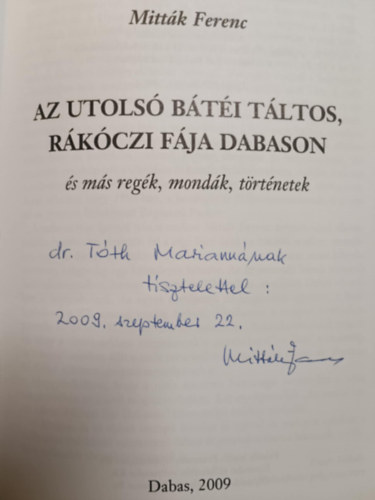 Mitták Ferenc
AZ UTOLSÓ BÁTÉI TÁLTOS,
RÁKÓCZI FÁJA DABASON
és más regék, mondák, történetek
dr. Tóth Mariannának
tisztelettel:
2009. szeptember 22.
Dabas, 2009